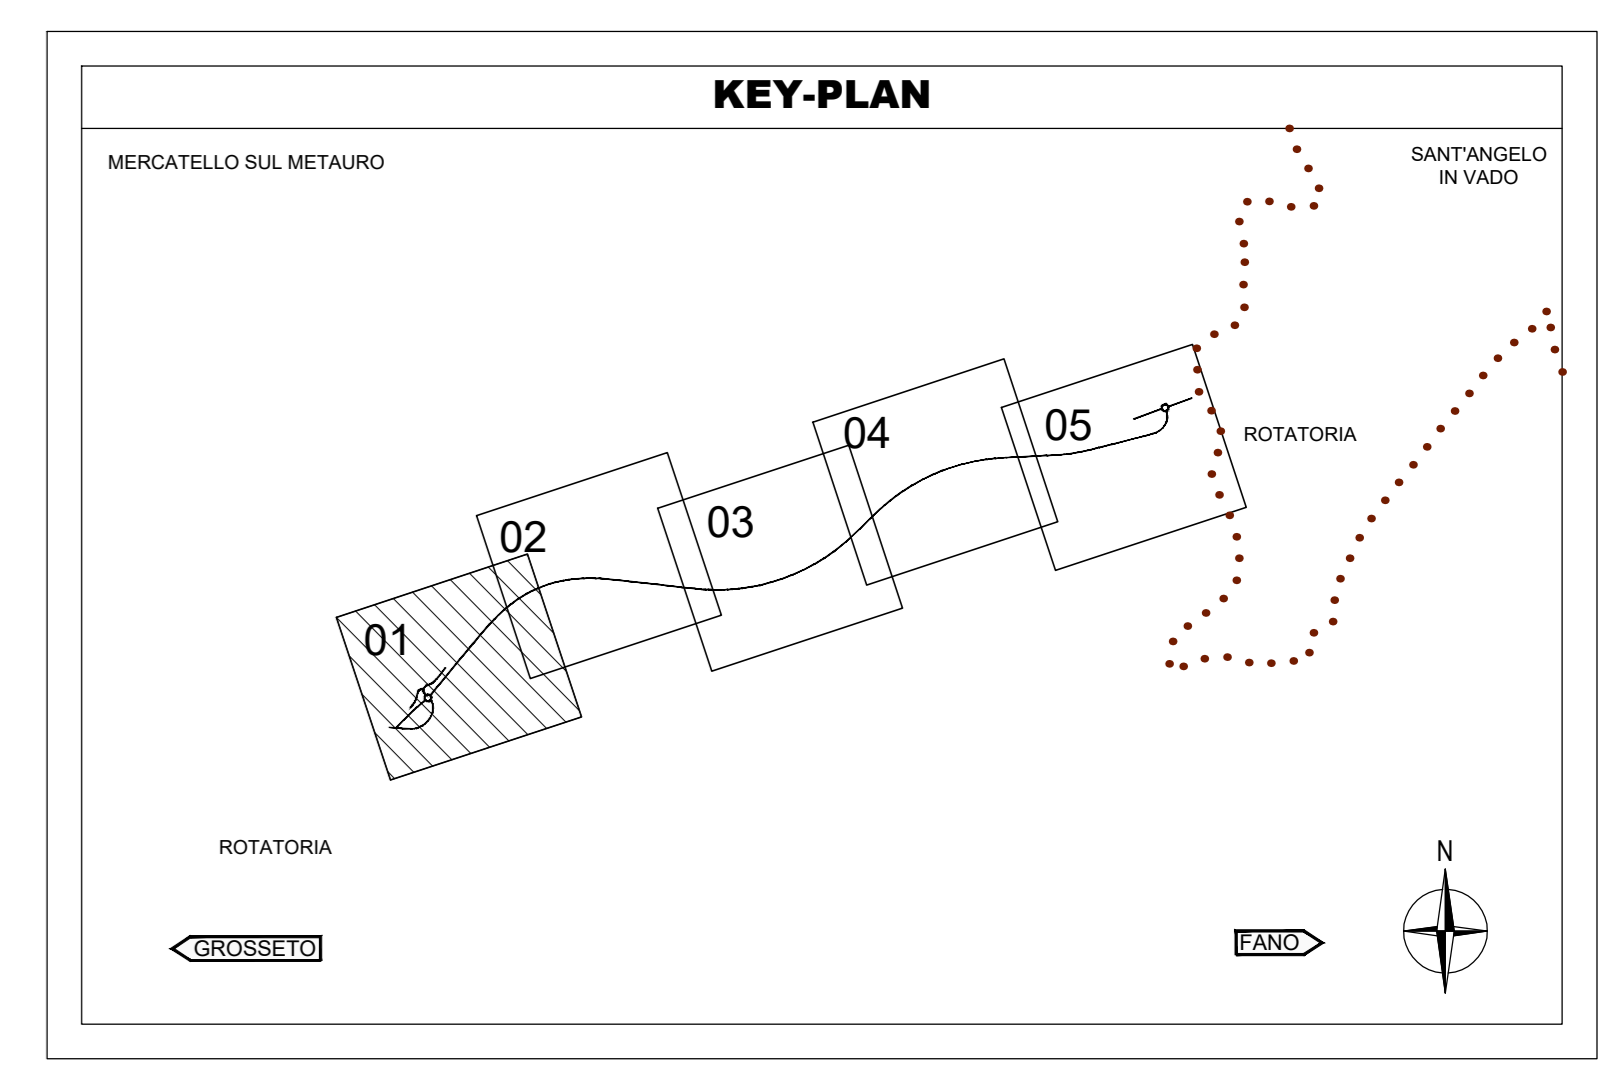 KEY-PLAN
MERCATELLO SUL METAURO
SANT'ANGELO
IN VADO
04
05
ROTATORIA
03
02
01
ROTATORIA
N
GROSSETO
FANO